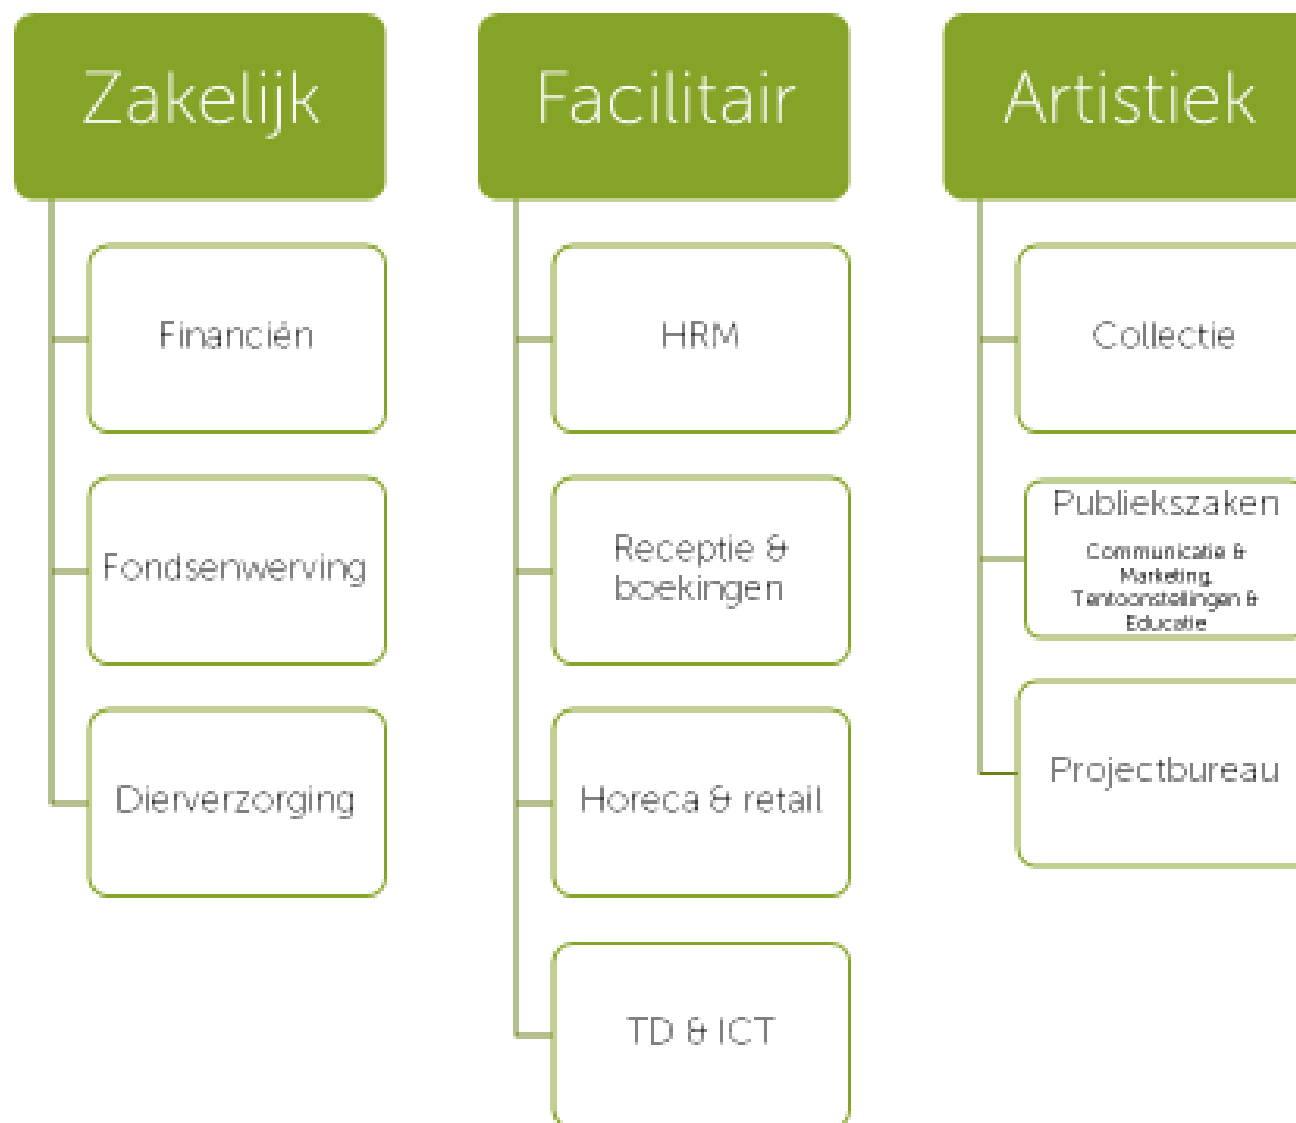 Zakelijk
Financiën
Fondsenwerving
Dierverzorging
Facilitair
HRM
Receptie &
boekingen
Horeca & retail
TD & ICT
Artistiek
Collectie
Publiekszaken
Communicatie &
Marketing,
Tentoonstellingen &
Educatie
Projectbureau